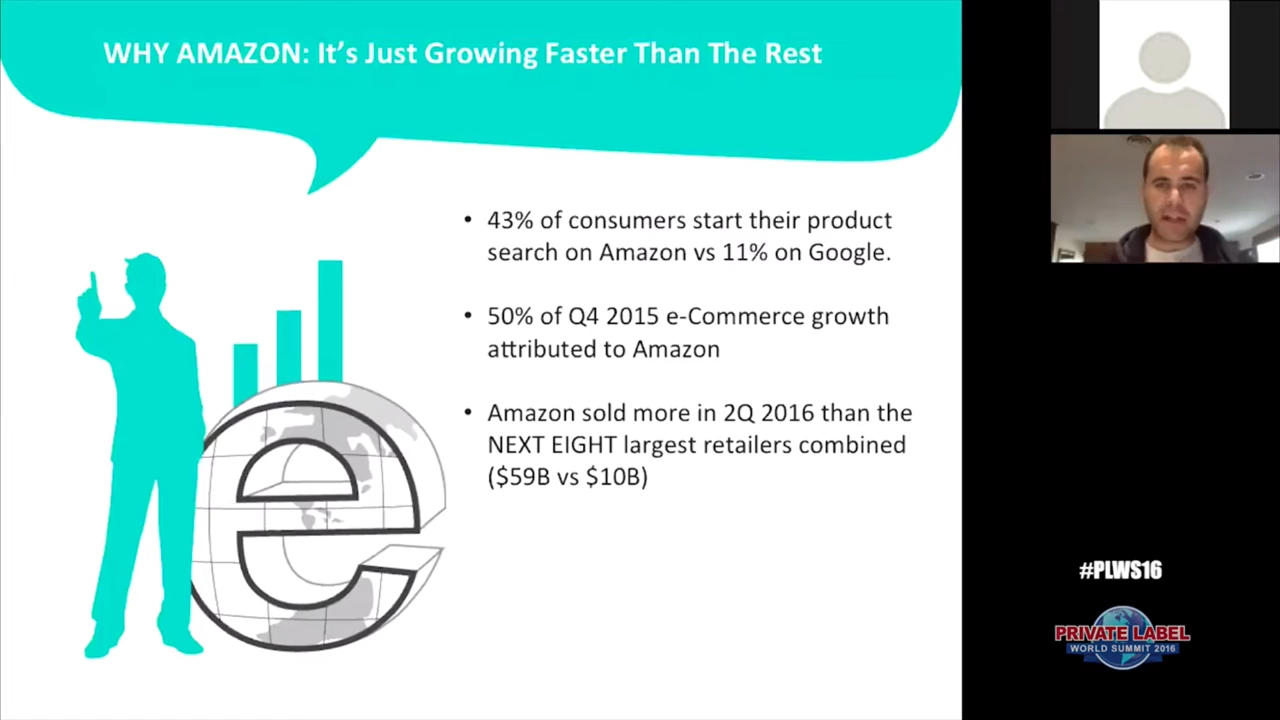 WHY AMAZON: It's Just Growing Faster Than The Rest
• 43% of consumers start their product
search on Amazon vs 11% on Google.
• 50% of Q4 2015 e-Commerce growth
attributed to Amazon
• Amazon sold more in 2Q 2016 than the
NEXT EIGHT largest retailers combined
($59B vs $10B)
e
#PLWS16
PRIVATE LABEL
WORLD SUMMIT 2016